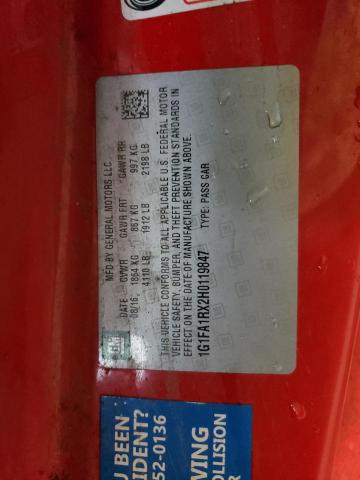 MFD BY GENERAL MOTORS LLC
08/16 GVWR GAWR FRT GAWR RR
1864 KG 867 KG 997 KG
4110 LB 1912 LB 2198 LB
THIS VEHICLE CONFORMS TO ALL APPLICABLE U.S. FEDERAL MOTOR
VEHICLE SAFETY, BUMPER, AND THEFT PREVENTION STANDARDS IN
EFFECT ON THE DATE OF MANUFACTURE SHOWN ABOVE.
1G1FA1RX2H0119847 TYPE: PASS CAR
U BEEN
IDENT?
52-0136
VING
OLLISION